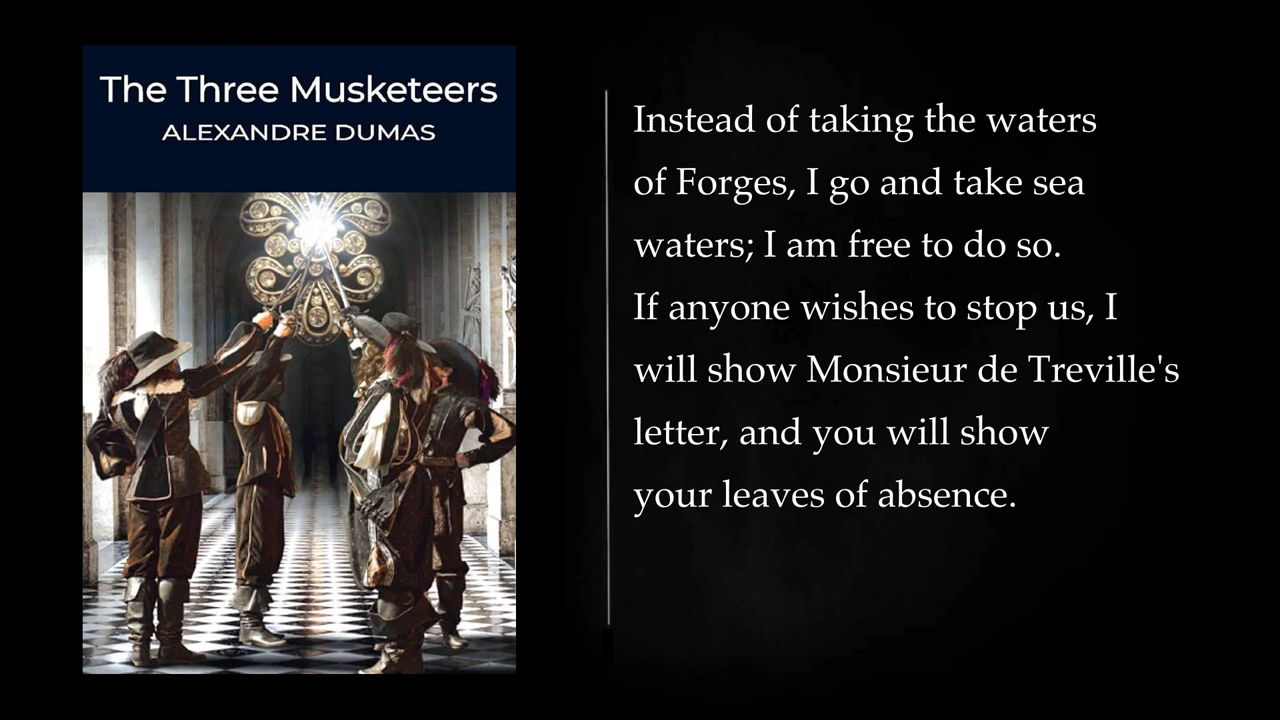 The Three Musketeers
ALEXANDRE DUMAS
Instead of taking the waters
of Forges, I go and take sea
waters; I am free to do so.
If anyone wishes to stop us, I
will show Monsieur de Treville's
letter, and you will show
your leaves of absence.